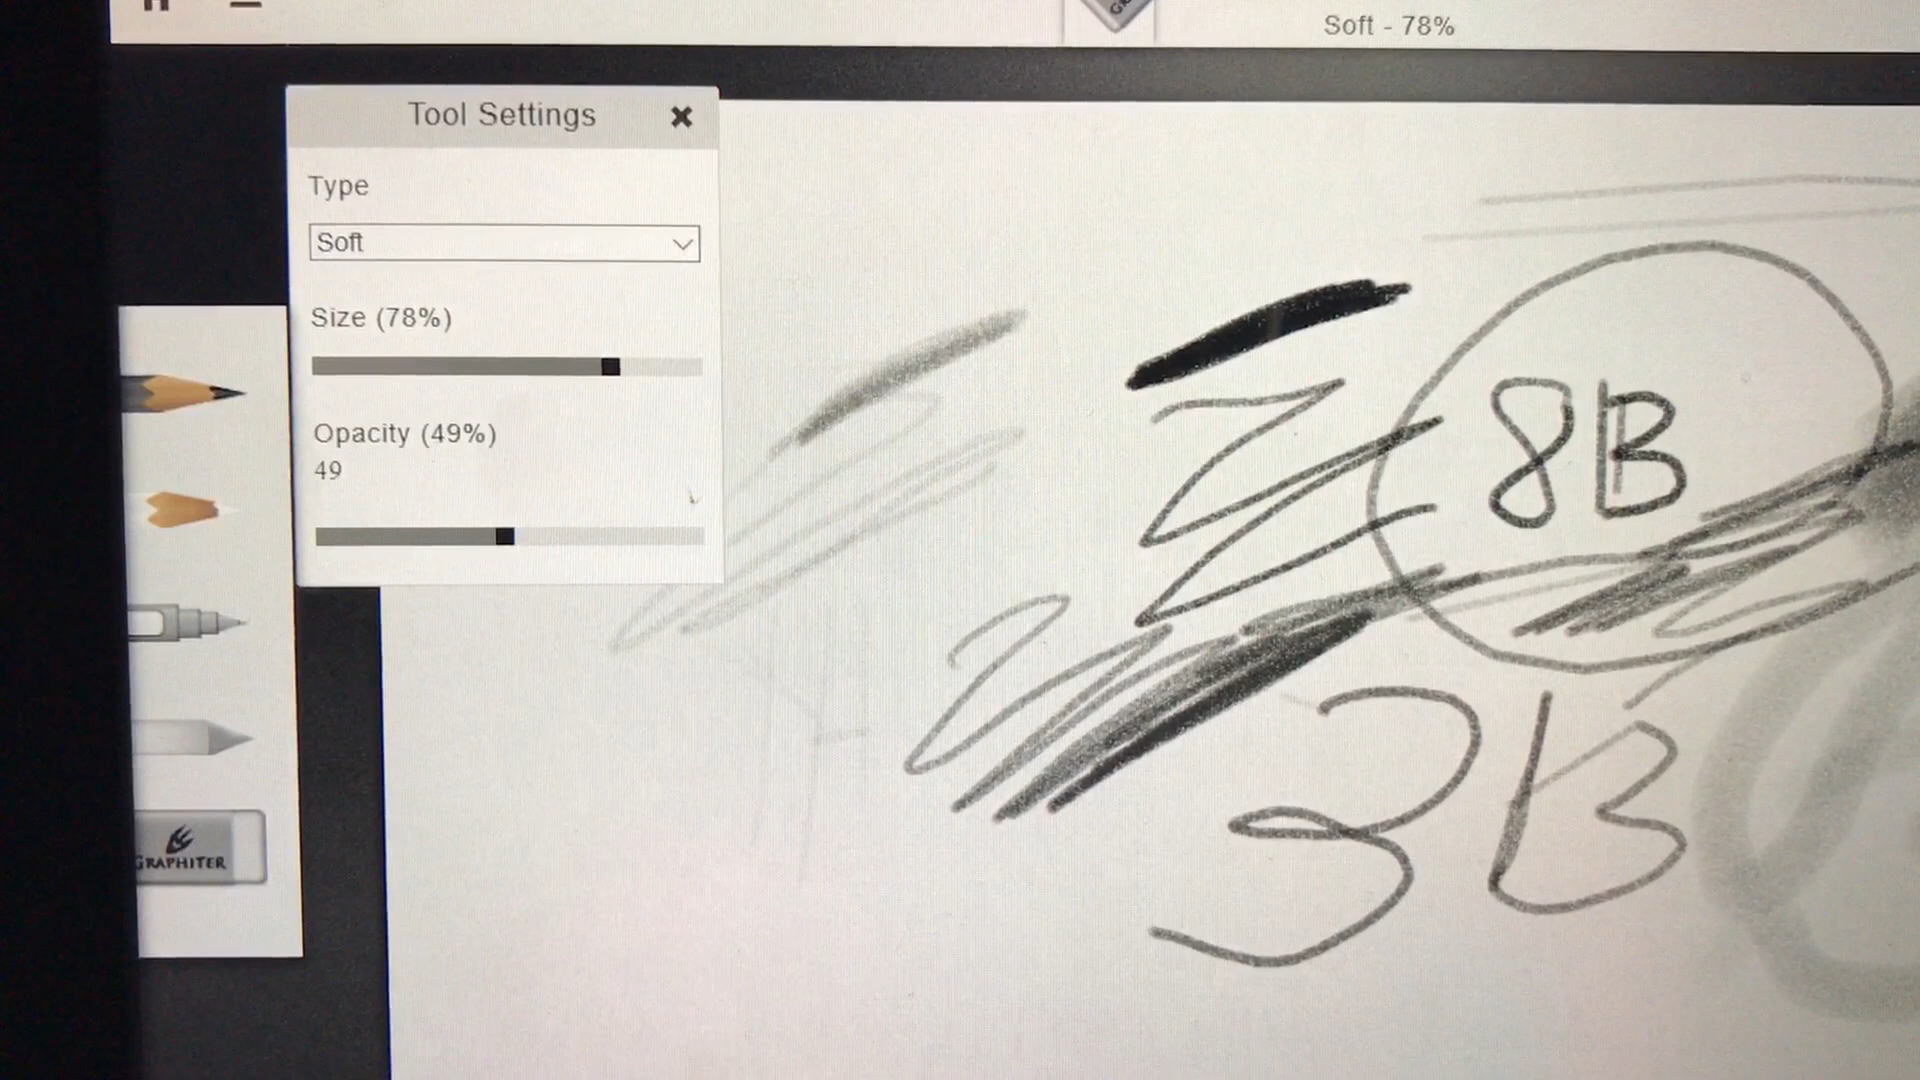 Soft - 78%
Tool Settings
Type
Soft
Size (78%)
Opacity (49%)
49
GRAPHITER
8B
3B